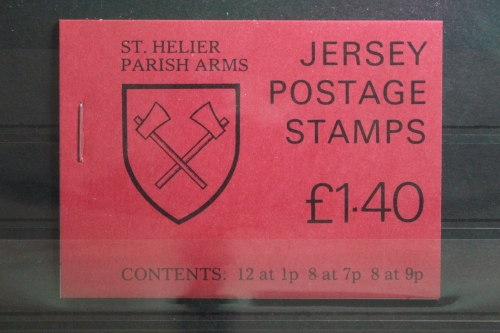 ST. HELIER
PARISH ARMS
JERSEY
POSTAGE
STAMPS
£1·40
CONTENTS: 12 at 1p 8 at 7p 8 at 9p